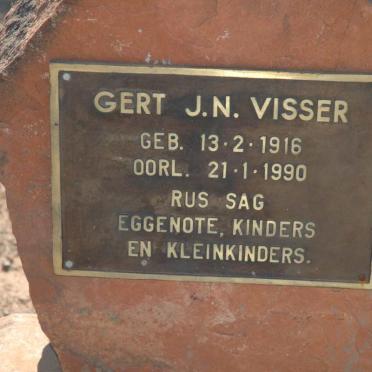 GERT J.N. VISSER
GEB. 13·2·1916
OORL. 21·1·1990
RUS SAG
EGGENOTE, KINDERS
EN KLEINKINDERS.